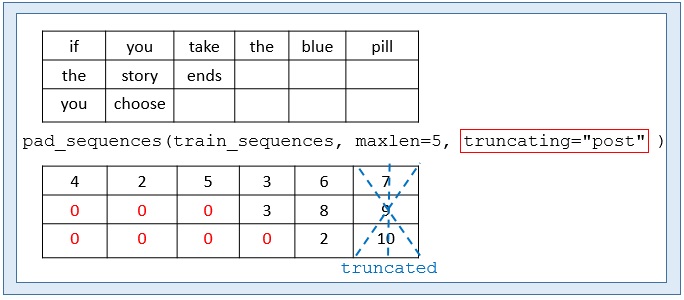 if you take the blue pill
the story ends
you choose
pad_sequences(train_sequences, maxlen=5, truncating="post" )
4 2 5 3 6 7
0 0 0 3 8 9
0 0 0 0 2 10
truncated